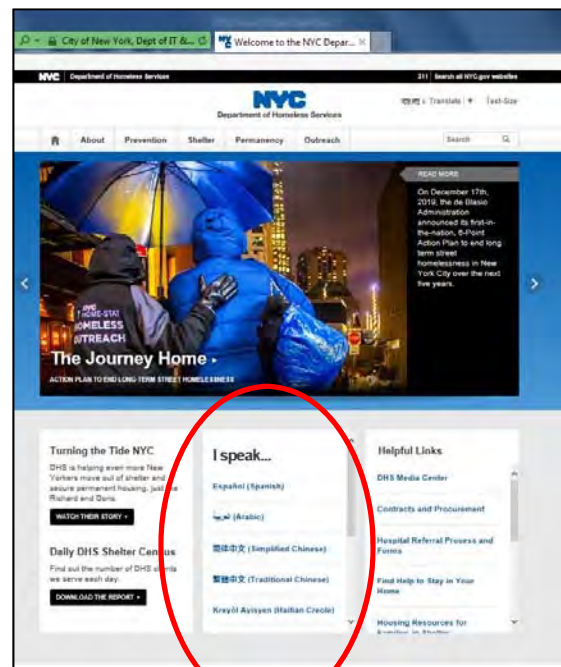 City of New York, Dept of IT &...
Welcome to the NYC Depar...
NYC Department of Homeless Services
311 Search all NYC.gov websites
NYC
Department of Homeless Services
Translate
Text-Size
About Prevention Shelter Permanency Outreach
Search
READ MORE
On December 17th,
2019, the de Blasio
Administration
announced its first-in-
the-nation, 6-Point
Action Plan to end long
term street
homelessness in New
York City over the next
five years.
NYC
HOME-STAT
HOMELESS
OUTREACH
The Journey Home
ACTION PLAN TO END LONG-TERM STREET HOMELESSNESS
Turning the Tide NYC
DHS is helping even more New
Yorkers move out of shelter and
secure permanent housing, just like
Richard and Doris.
WATCH THEIR STORY
Daily DHS Shelter Census
Find out the number of DHS clients
we serve each day.
DOWNLOAD THE REPORT
I speak...
Español (Spanish)
(Arabic)
简体中文 (Simplified Chinese)
繁體中文 (Traditional Chinese)
Kreyòl Ayisyen (Haitian Creole)
Helpful Links
DHS Media Center
Contracts and Procurement
Hospital Referral Process and
Forms
Find Help to Stay in Your
Home
Housing Resources for
Families in Shelter